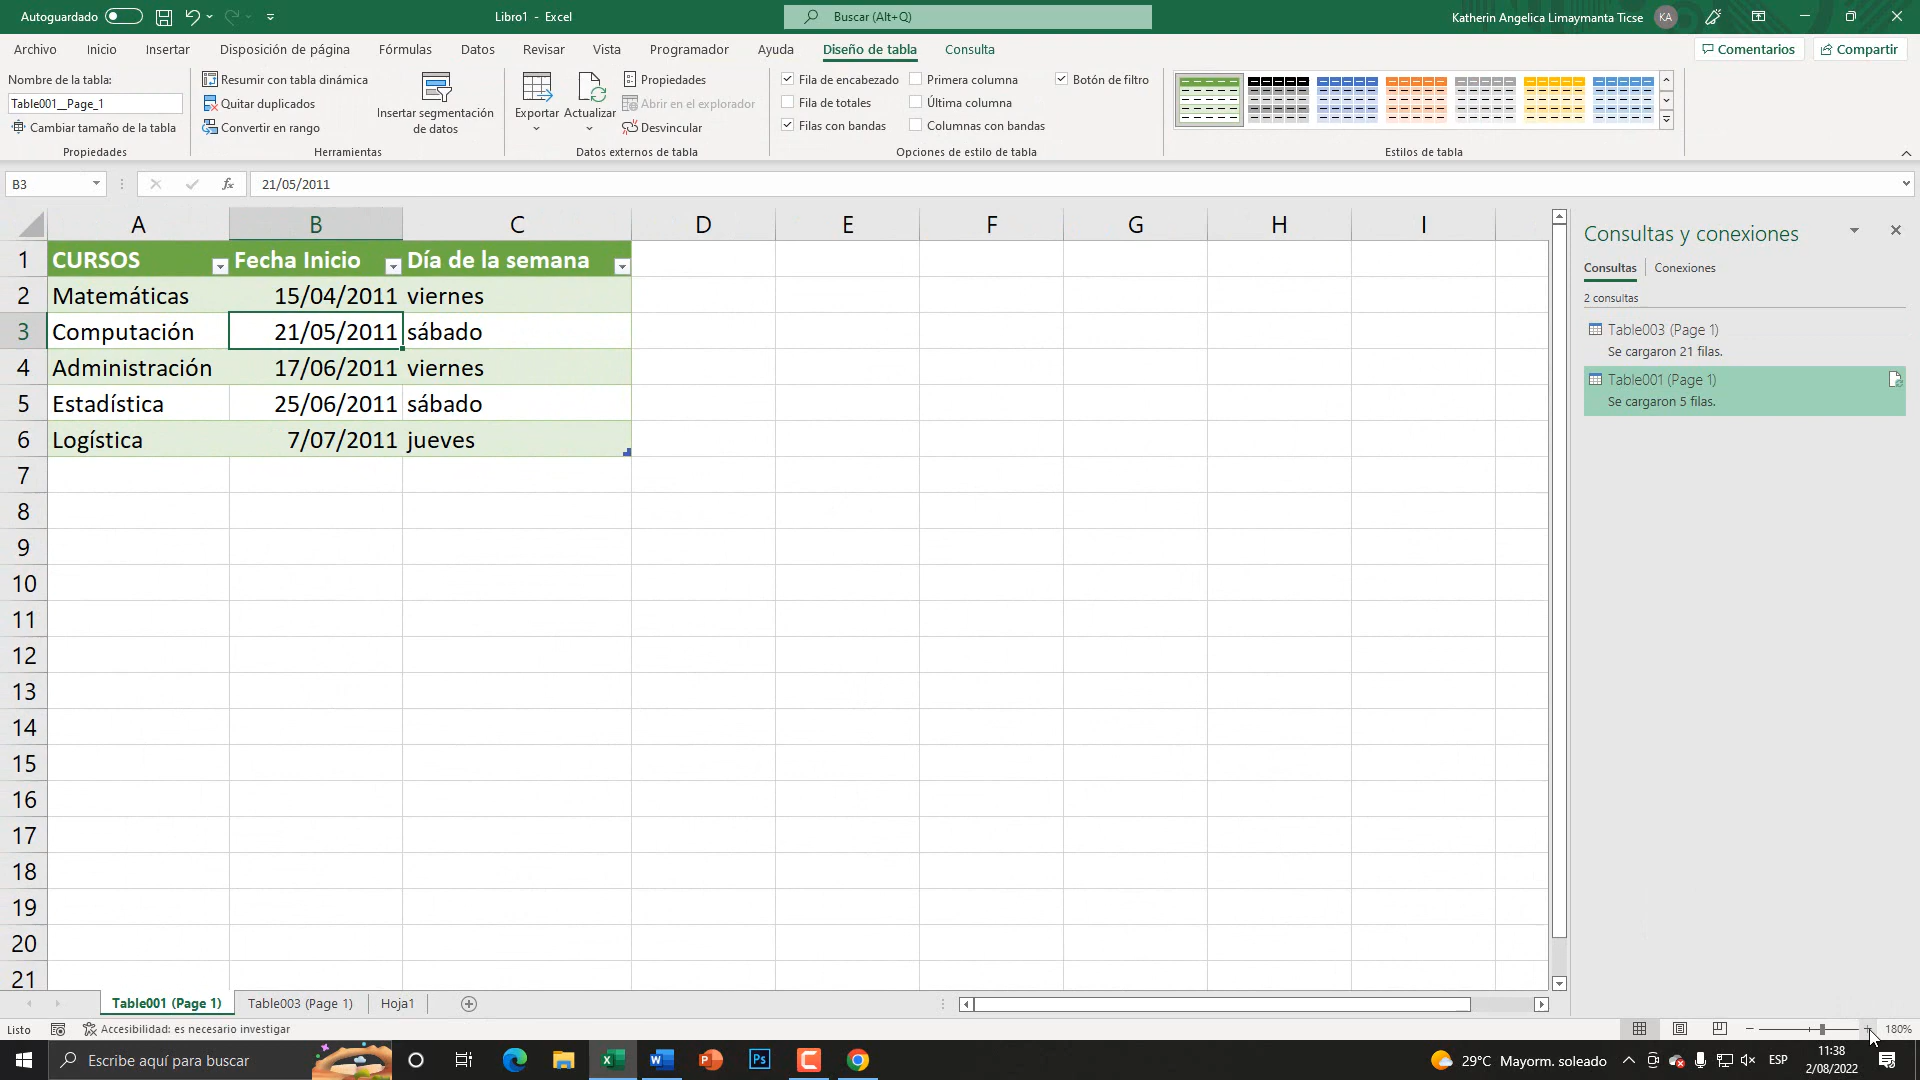 Autoguardado
Libro1 - Excel
Buscar (Alt+Q)
Katherin Angelica Limaymanta Ticse
KA
Archivo
Inicio
Insertar
Disposición de página
Fórmulas
Datos
Revisar
Vista
Programador
Ayuda
Diseño de tabla
Consulta
Comentarios
Compartir
Nombre de la tabla:
Table001__Page_1
Cambiar tamaño de la tabla
Propiedades
Resumir con tabla dinámica
Quitar duplicados
Convertir en rango
Insertar segmentación
de datos
Herramientas
Exportar
Actualizar
Propiedades
Abrir en el explorador
Desvincular
Datos externos de tabla
Fila de encabezado
Fila de totales
Filas con bandas
Primera columna
Última columna
Columnas con bandas
Botón de filtro
Opciones de estilo de tabla
Estilos de tabla
B3
fx
21/05/2011
A B C D E F G H I
1 CURSOS Fecha Inicio Día de la semana
2 Matemáticas 15/04/2011 viernes
3 Computación 21/05/2011 sábado
4 Administración 17/06/2011 viernes
5 Estadística 25/06/2011 sábado
6 Logística 7/07/2011 jueves
7
8
9
10
11
12
13
14
15
16
17
18
19
20
21
Consultas y conexiones
Consultas
Conexiones
2 consultas
Table003 (Page 1)
Se cargaron 21 filas.
Table001 (Page 1)
Se cargaron 5 filas.
Table001 (Page 1)
Table003 (Page 1)
Hoja1
Listo
Accesibilidad: es necesario investigar
180%
Escribe aquí para buscar
Ps
29°C Mayorm. soleado
ESP
11:38
2/08/2022